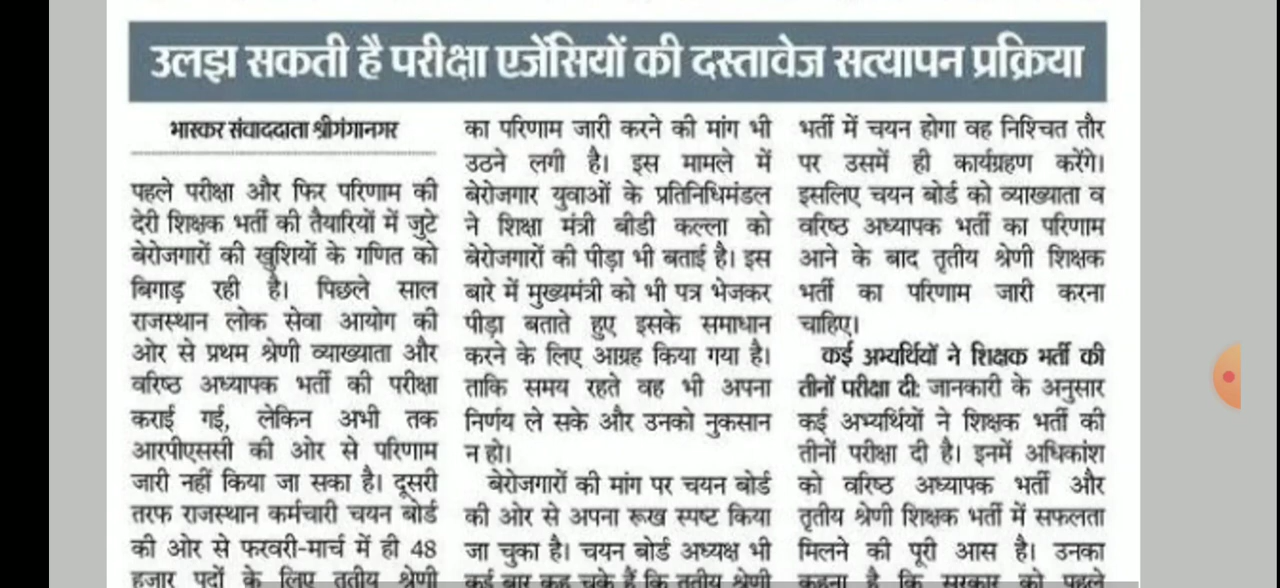 उलझ सकती है परीक्षा एजेंसियों की दस्तावेज सत्यापन प्रक्रिया
भास्कर संवाददाता श्रीगंगानगर
पहले परीक्षा और फिर परिणाम की
देरी शिक्षक भर्ती की तैयारियों में जुटे
बेरोजगारों की खुशियों के गणित को
बिगाड़ रही है। पिछले साल
राजस्थान लोक सेवा आयोग की
ओर से प्रथम श्रेणी व्याख्याता और
वरिष्ठ अध्यापक भर्ती की परीक्षा
कराई गई, लेकिन अभी तक
आरपीएससी की ओर से परिणाम
जारी नहीं किया जा सका है। दूसरी
तरफ राजस्थान कर्मचारी चयन बोर्ड
की ओर से फरवरी-मार्च में ही 48
हजार पदों के लिए तृतीय श्रेणी
का परिणाम जारी करने की मांग भी
उठने लगी है। इस मामले में
बेरोजगार युवाओं के प्रतिनिधिमंडल
ने शिक्षा मंत्री बीडी कल्ला को
बेरोजगारों की पीड़ा भी बताई है। इस
बारे में मुख्यमंत्री को भी पत्र भेजकर
पीड़ा बताते हुए इसके समाधान
करने के लिए आग्रह किया गया है।
ताकि समय रहते वह भी अपना
निर्णय ले सके और उनको नुकसान
न हो।
बेरोजगारों की मांग पर चयन बोर्ड
की ओर से अपना रूख स्पष्ट किया
जा चुका है। चयन बोर्ड अध्यक्ष भी
कई बार कह चुके हैं कि तृतीय श्रेणी
भर्ती में चयन होगा वह निश्चित तौर
पर उसमें ही कार्यग्रहण करेंगे।
इसलिए चयन बोर्ड को व्याख्याता व
वरिष्ठ अध्यापक भर्ती का परिणाम
आने के बाद तृतीय श्रेणी शिक्षक
भर्ती का परिणाम जारी करना
चाहिए।
कई अभ्यर्थियों ने शिक्षक भर्ती की
तीनों परीक्षा दी: जानकारी के अनुसार
कई अभ्यर्थियों ने शिक्षक भर्ती की
तीनों परीक्षा दी है। इनमें अधिकांश
को वरिष्ठ अध्यापक भर्ती और
तृतीय श्रेणी शिक्षक भर्ती में सफलता
मिलने की पूरी आस है। उनका
कहना है कि सरकार को पहले